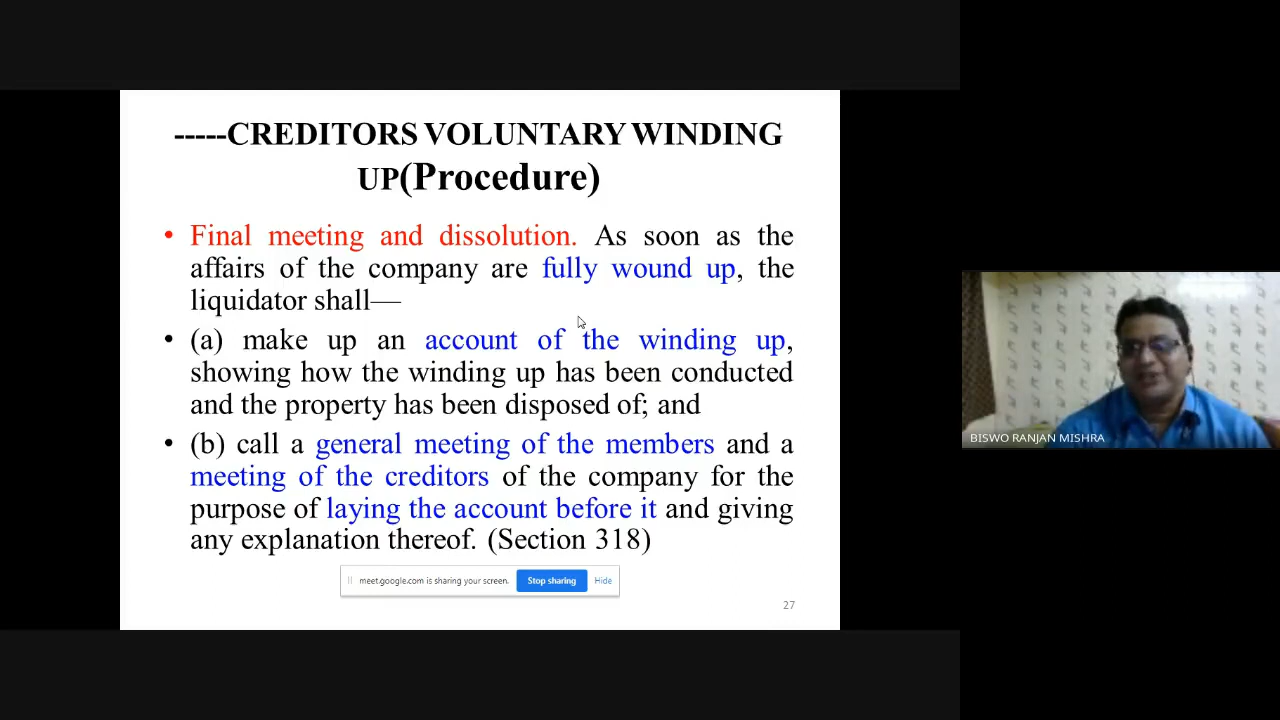 -----CREDITORS VOLUNTARY WINDING
UP(Procedure)
• Final meeting and dissolution. As soon as the
affairs of the company are fully wound up, the
liquidator shall—
• (a) make up an account of the winding up,
showing how the winding up has been conducted
and the property has been disposed of; and
• (b) call a general meeting of the members and a
meeting of the creditors of the company for the
purpose of laying the account before it and giving
any explanation thereof. (Section 318)
meet.google.com is sharing your screen. Stop sharing Hide
27
BISWO RANJAN MISHRA